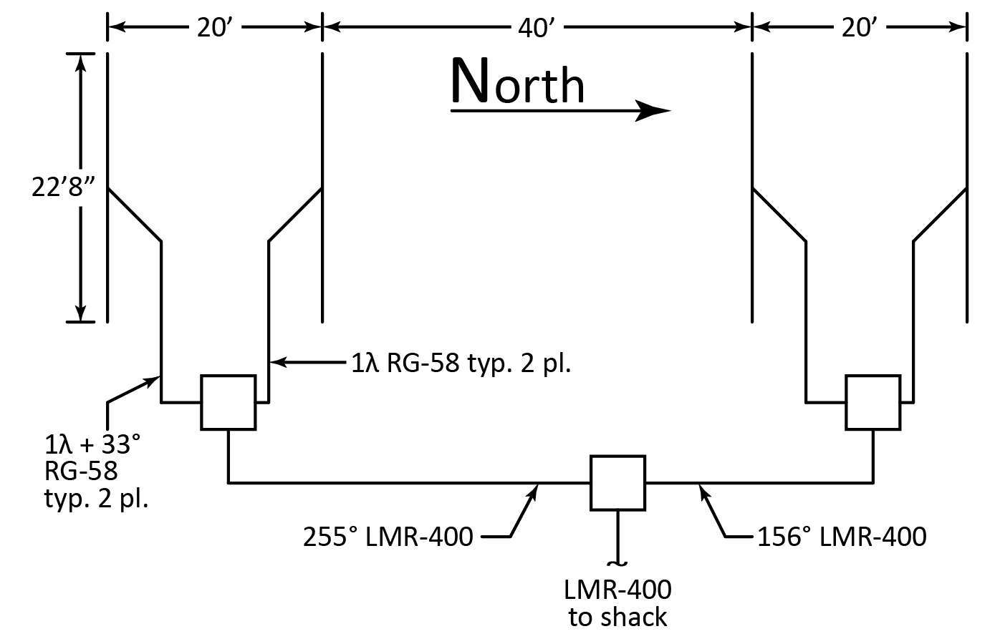 20’
40’
20’
North
22’8”
1λ RG-58 typ. 2 pl.
1λ + 33°
RG-58
typ. 2 pl.
255° LMR-400
156° LMR-400
LMR-400
to shack